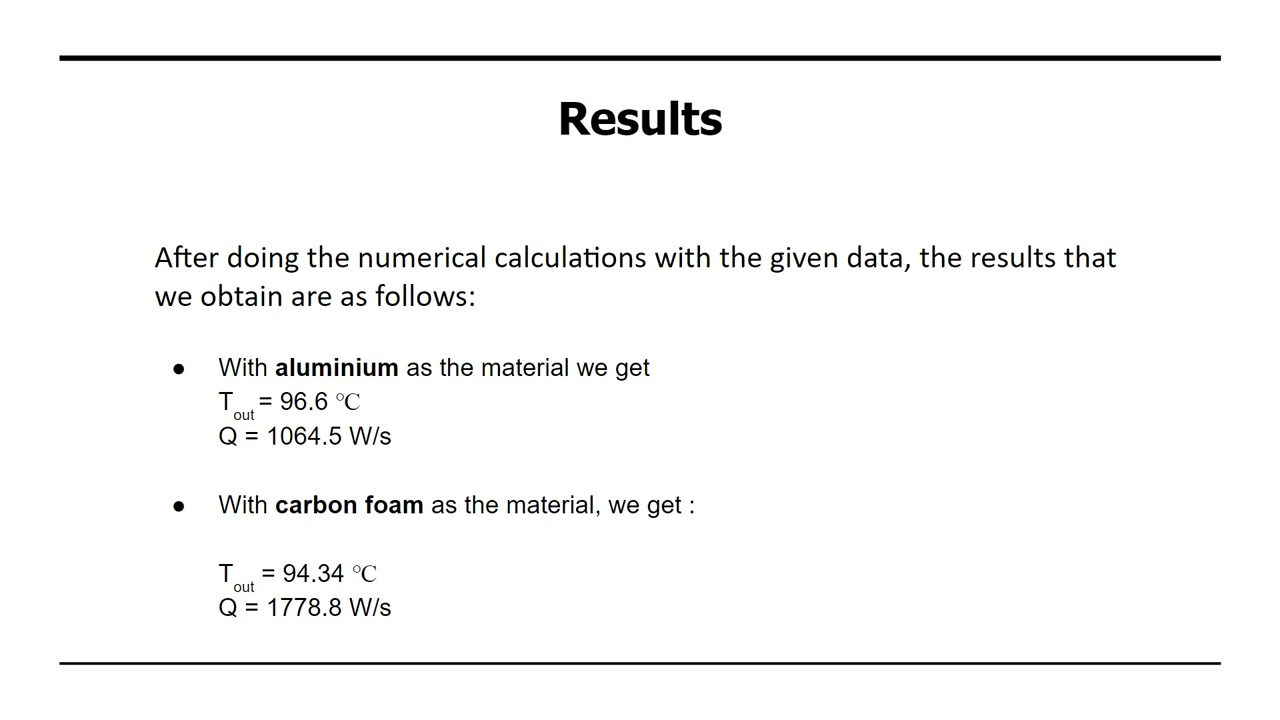 Results
After doing the numerical calculations with the given data, the results that
we obtain are as follows:
● With aluminium as the material we get
Tout = 96.6 ℃
Q = 1064.5 W/s
● With carbon foam as the material, we get :
Tout = 94.34 ℃
Q = 1778.8 W/s